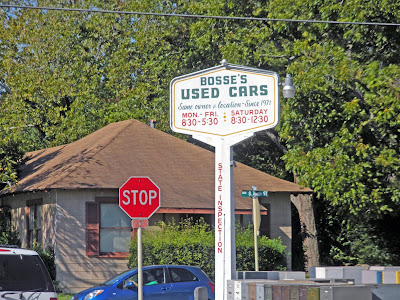 BOSSE'S
USED CARS
Same owner & location - Since 1971
MON.-FRI. : SATURDAY
8:30-5:30 : 8:30-12:30
STATE INSPECTION
STOP